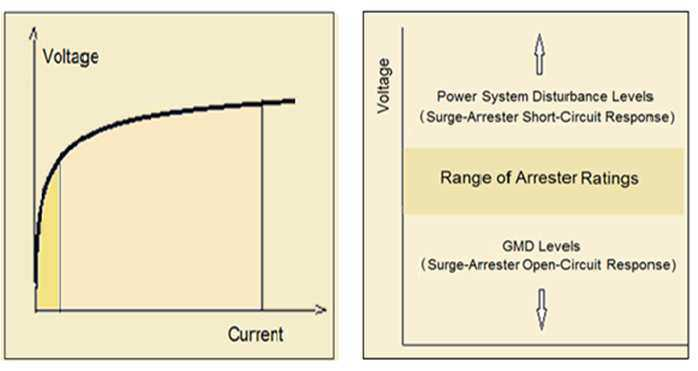 Voltage
Current
Voltage
Power System Disturbance Levels
(Surge-Arrester Short-Circuit Response)
Range of Arrester Ratings
GMD Levels
(Surge-Arrester Open-Circuit Response)